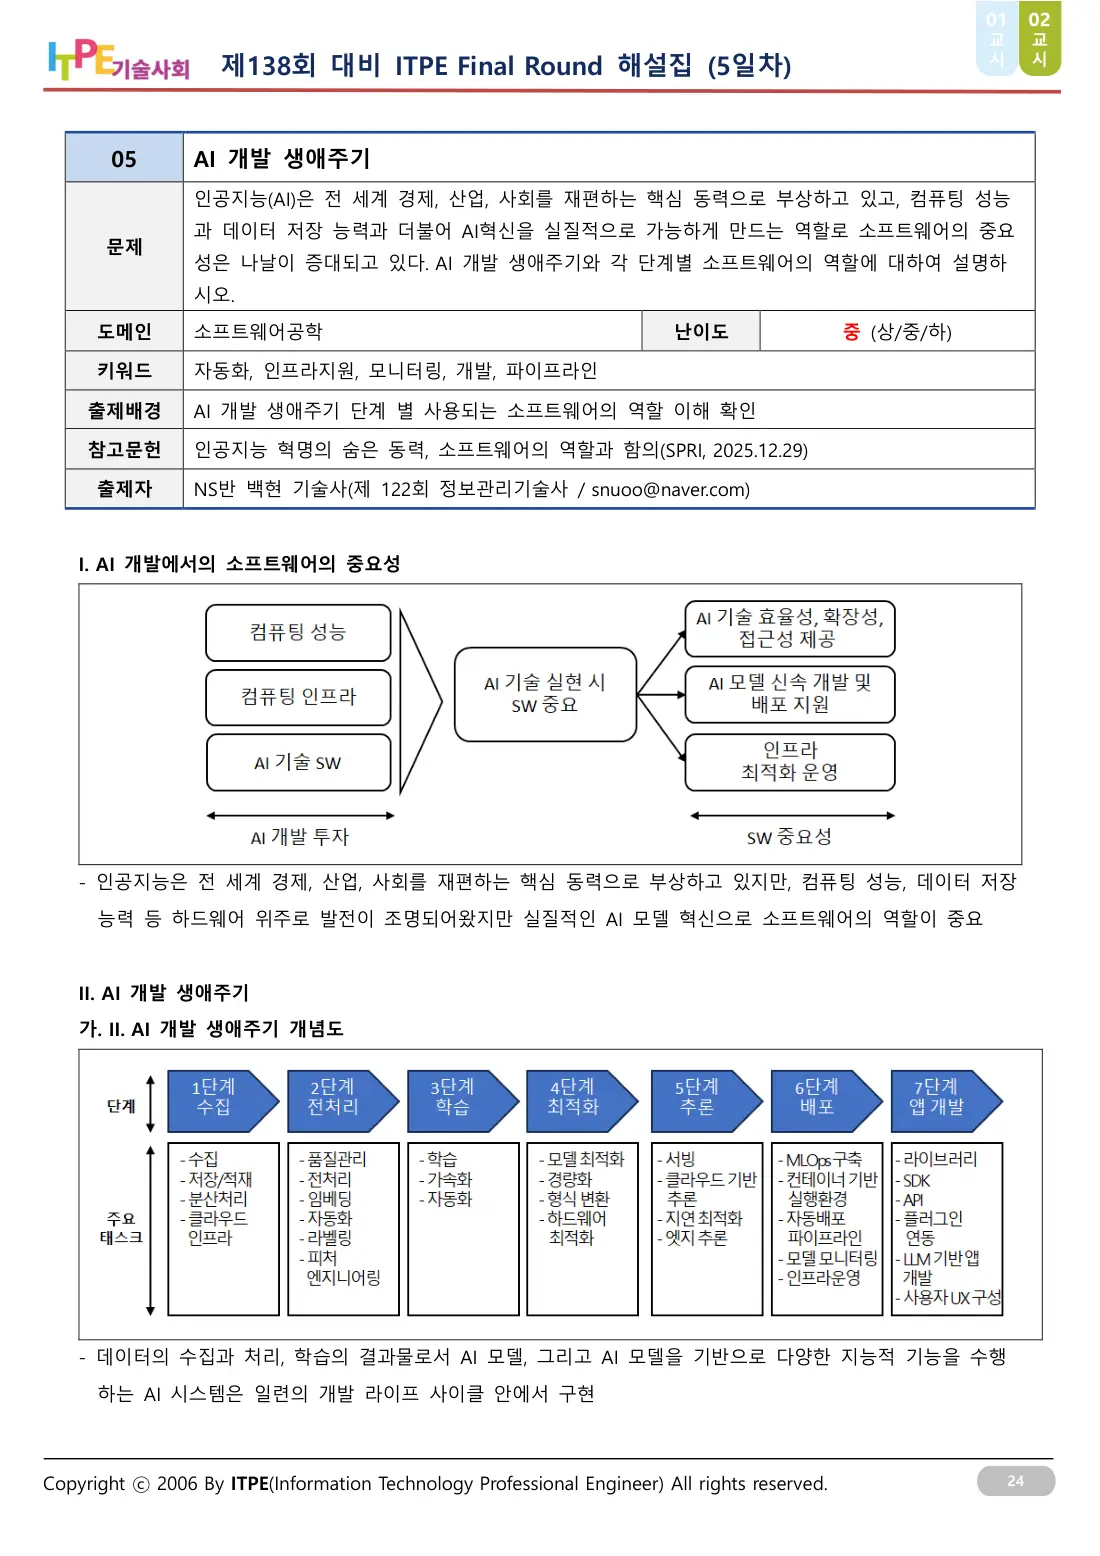 01
교
시
02
교
시
ITPE기술사회
제138회 대비 ITPE Final Round 해설집 (5일차)
05
AI 개발 생애주기
문제
인공지능(AI)은 전 세계 경제, 산업, 사회를 재편하는 핵심 동력으로 부상하고 있고, 컴퓨팅 성능
과 데이터 저장 능력과 더불어 AI혁신을 실질적으로 가능하게 만드는 역할로 소프트웨어의 중요
성은 나날이 증대되고 있다. AI 개발 생애주기와 각 단계별 소프트웨어의 역할에 대하여 설명하
시오.
도메인
소프트웨어공학
난이도
중 (상/중/하)
키워드
자동화, 인프라지원, 모니터링, 개발, 파이프라인
출제배경
AI 개발 생애주기 단계 별 사용되는 소프트웨어의 역할 이해 확인
참고문헌
인공지능 혁명의 숨은 동력, 소프트웨어의 역할과 함의(SPRI, 2025.12.29)
출제자
NS반 백현 기술사(제 122회 정보관리기술사 / snuoo@naver.com)
I. AI 개발에서의 소프트웨어의 중요성
컴퓨팅 성능
컴퓨팅 인프라
AI 기술 SW
AI 개발 투자
AI 기술 실현 시
SW 중요
AI 기술 효율성, 확장성,
접근성 제공
AI 모델 신속 개발 및
배포 지원
인프라
최적화 운영
SW 중요성
- 인공지능은 전 세계 경제, 산업, 사회를 재편하는 핵심 동력으로 부상하고 있지만, 컴퓨팅 성능, 데이터 저장
능력 등 하드웨어 위주로 발전이 조명되어왔지만 실질적인 AI 모델 혁신으로 소프트웨어의 역할이 중요
II. AI 개발 생애주기
가. II. AI 개발 생애주기 개념도
단계
1단계
수집
2단계
전처리
3단계
학습
4단계
최적화
5단계
추론
6단계
배포
7단계
앱 개발
주요
태스크
- 수집
- 저장/적재
- 분산처리
- 클라우드
인프라
- 품질관리
- 전처리
- 임베딩
- 자동화
- 라벨링
- 피처
엔지니어링
- 학습
- 가속화
- 자동화
- 모델 최적화
- 경량화
- 형식 변환
- 하드웨어
최적화
- 서빙
- 클라우드 기반
추론
- 지연 최적화
- 엣지 추론
- MLOps 구축
- 컨테이너 기반
실행환경
- 자동배포
파이프라인
- 모델 모니터링
- 인프라운영
- 라이브러리
- SDK
- API
- 플러그인
연동
- LLM 기반 앱
개발
- 사용자 UX 구성
- 데이터의 수집과 처리, 학습의 결과물로서 AI 모델, 그리고 AI 모델을 기반으로 다양한 지능적 기능을 수행
하는 AI 시스템은 일련의 개발 라이프 사이클 안에서 구현
Copyright ⓒ 2006 By ITPE(Information Technology Professional Engineer) All rights reserved.
24